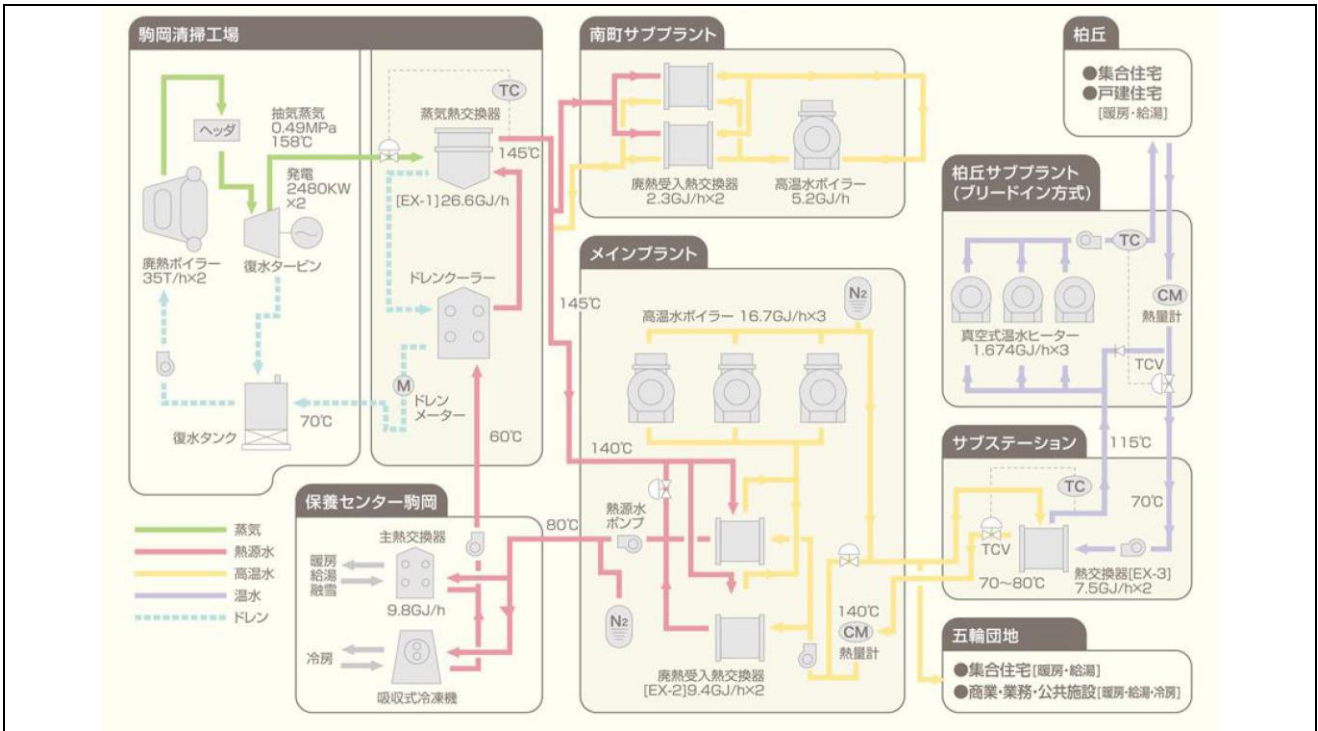 駒岡清掃工場
ヘッダ
抽気蒸気
0.49MPa
158℃
発電
2480KW
×2
廃熱ボイラー
35T/h×2
復水タービン
復水タンク
70℃
TC
蒸気熱交換器
145℃
[EX-1]26.6GJ/h
ドレンクーラー
M
ドレン
メーター
60℃
南町サブプラント
廃熱受入熱交換器
2.3GJ/h×2
高温水ボイラー
5.2GJ/h
145℃
メインプラント
N2
高温水ボイラー 16.7GJ/h×3
140℃
熱源水
ポンプ
80℃
N2
廃熱受入熱交換器
[EX-2]9.4GJ/h×2
140℃
CM
熱量計
保養センター駒岡
主熱交換器
暖房
給湯
融雪
9.8GJ/h
冷房
吸収式冷凍機
蒸気
熱源水
高温水
温水
ドレン
柏丘
●集合住宅
●戸建住宅
[暖房・給湯]
柏丘サブプラント
(ブリードイン方式)
TC
CM
熱量計
真空式温水ヒーター
1.674GJ/h×3
TCV
サブステーション
115℃
TC
70℃
TCV
70～80℃
熱交換器[EX-3]
7.5GJ/h×2
五輪団地
●集合住宅[暖房・給湯]
●商業・業務・公共施設[暖房・給湯・冷房]